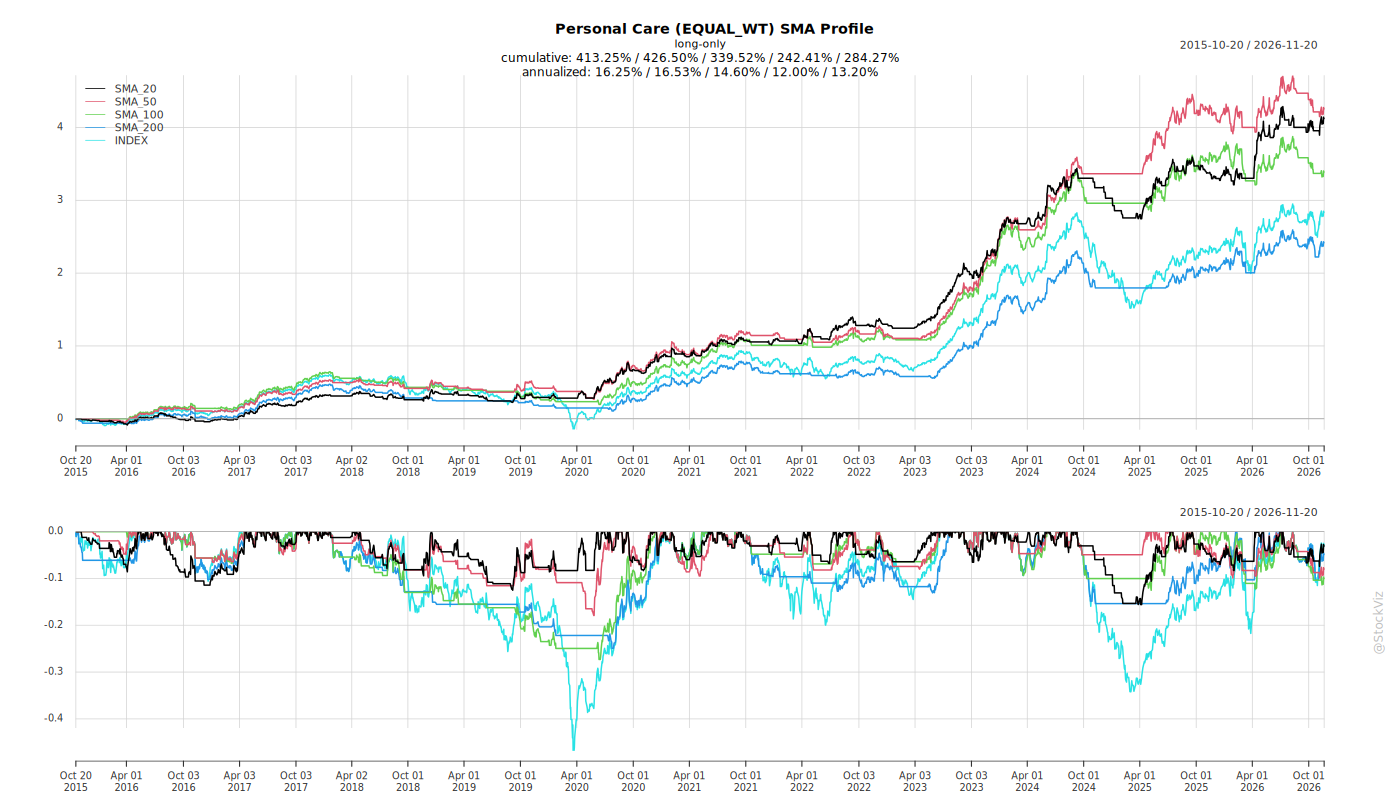 Personal Care (EQUAL_WT) SMA Profile
long-only
cumulative: 413.25% / 426.50% / 339.52% / 242.41% / 284.27%
annualized: 16.25% / 16.53% / 14.60% / 12.00% / 13.20%
2015-10-20 / 2026-11-20
SMA_20
SMA_50
SMA_100
SMA_200
INDEX
4
3
2
1
0
Oct 20 Apr 01 Oct 03 Apr 03 Oct 03 Apr 02 Oct 01 Apr 01 Oct 01 Apr 01 Oct 01 Apr 01 Oct 01 Apr 01 Oct 03 Apr 03 Oct 03 Apr 01 Oct 01 Apr 01 Oct 01 Apr 01 Oct 01
2015 2016 2016 2017 2017 2018 2018 2019 2019 2020 2020 2021 2021 2022 2022 2023 2023 2024 2024 2025 2025 2026 2026
2015-10-20 / 2026-11-20
0.0
-0.1
-0.2
-0.3
-0.4
Oct 20 Apr 01 Oct 03 Apr 03 Oct 03 Apr 02 Oct 01 Apr 01 Oct 01 Apr 01 Oct 01 Apr 01 Oct 01 Apr 01 Oct 03 Apr 03 Oct 03 Apr 01 Oct 01 Apr 01 Oct 01 Apr 01 Oct 01
2015 2016 2016 2017 2017 2018 2018 2019 2019 2020 2020 2021 2021 2022 2022 2023 2023 2024 2024 2025 2025 2026 2026
@StockViz